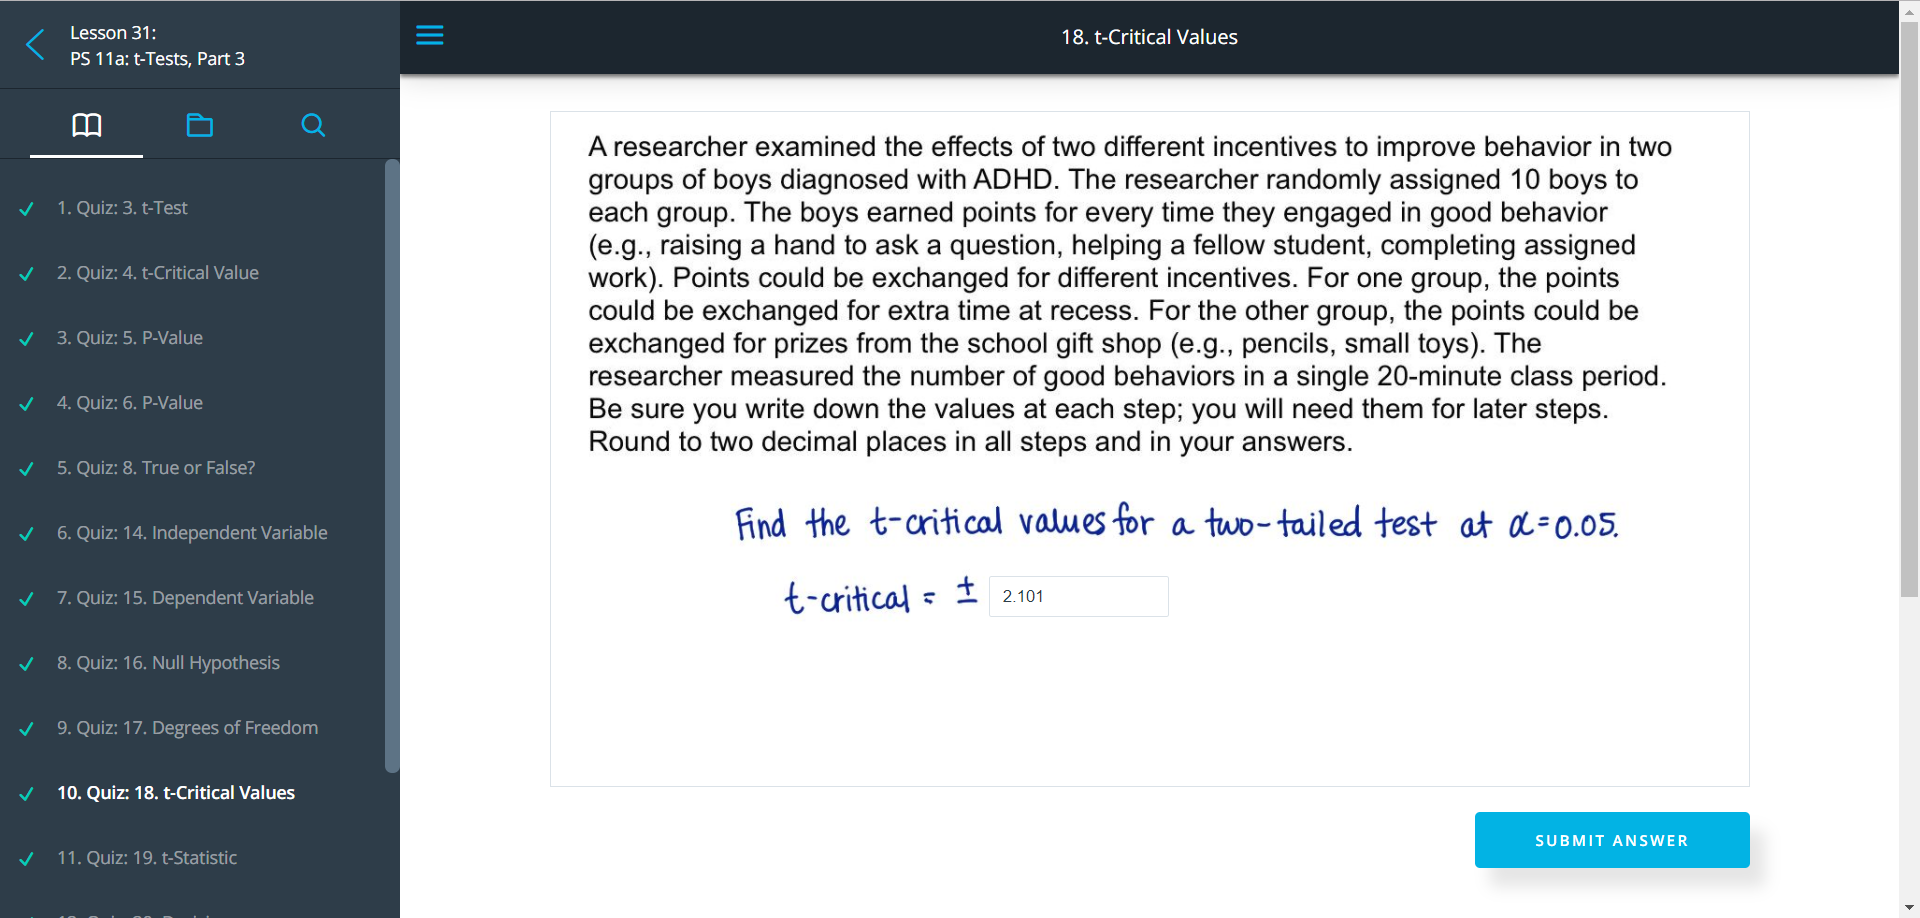 Lesson 31:
PS 11a: t-Tests, Part 3
18. t-Critical Values
1. Quiz: 3. t-Test
2. Quiz: 4. t-Critical Value
3. Quiz: 5. P-Value
4. Quiz: 6. P-Value
5. Quiz: 8. True or False?
6. Quiz: 14. Independent Variable
7. Quiz: 15. Dependent Variable
8. Quiz: 16. Null Hypothesis
9. Quiz: 17. Degrees of Freedom
10. Quiz: 18. t-Critical Values
11. Quiz: 19. t-Statistic
A researcher examined the effects of two different incentives to improve behavior in two
groups of boys diagnosed with ADHD. The researcher randomly assigned 10 boys to
each group. The boys earned points for every time they engaged in good behavior
(e.g., raising a hand to ask a question, helping a fellow student, completing assigned
work). Points could be exchanged for different incentives. For one group, the points
could be exchanged for extra time at recess. For the other group, the points could be
exchanged for prizes from the school gift shop (e.g., pencils, small toys). The
researcher measured the number of good behaviors in a single 20-minute class period.
Be sure you write down the values at each step; you will need them for later steps.
Round to two decimal places in all steps and in your answers.
Find the t-critical values for a two-tailed test at α=0.05.
t-critical = ± 2.101
SUBMIT ANSWER